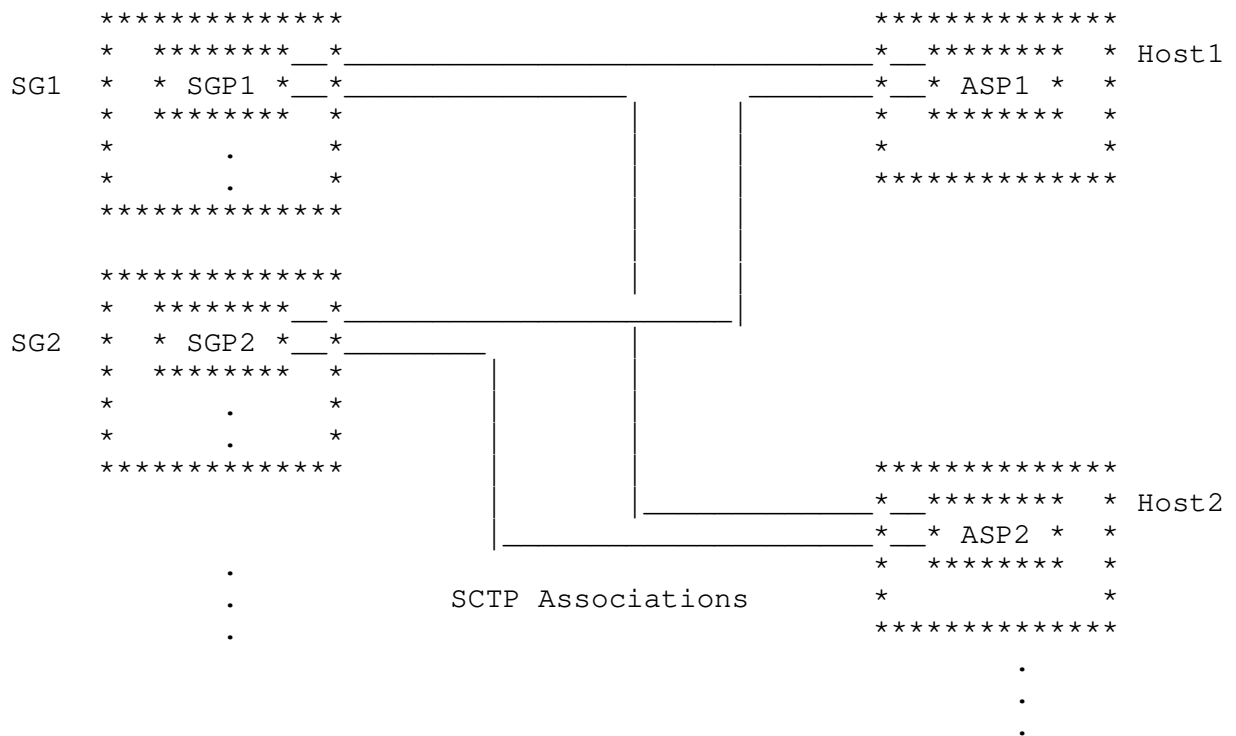 Host1
SG1 SGP1 ASP1
SG2 SGP2
Host2
ASP2
SCTP Associations